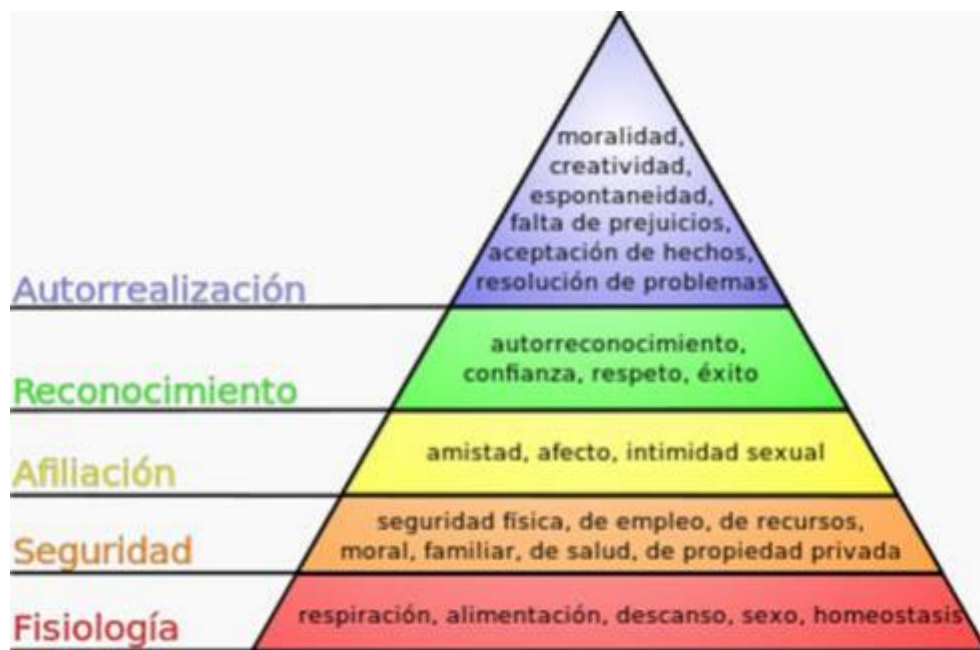 moralidad,
creatividad,
espontaneidad,
falta de prejuicios,
aceptación de hechos,
resolución de problemas
Autorrealización
autorreconocimiento,
confianza, respeto, éxito
Reconocimiento
amistad, afecto, intimidad sexual
Afiliación
seguridad física, de empleo, de recursos,
moral, familiar, de salud, de propiedad privada
Seguridad
respiración, alimentación, descanso, sexo, homeostasis
Fisiología